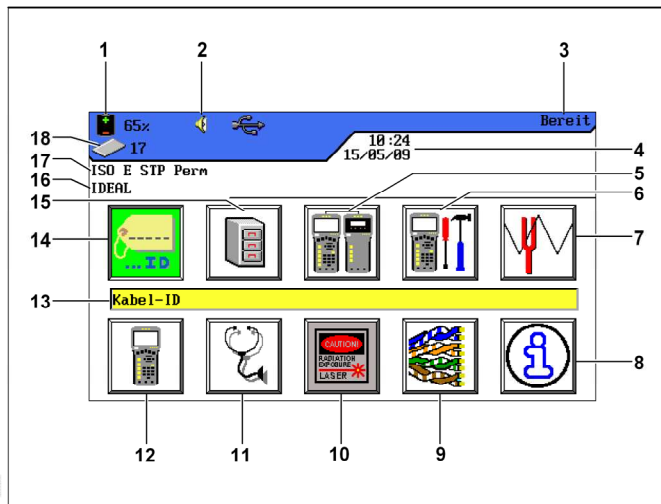 1 2 3
65% Bereit
18 17 10:24
15/05/09 4
17 ISO E STP Perm 5
16 IDEAL 6
15
14 ...ID 7
13 Kabel-ID
CAUTION!
RADIATION
EXPOSURE
LASER
8
12 11 10 9